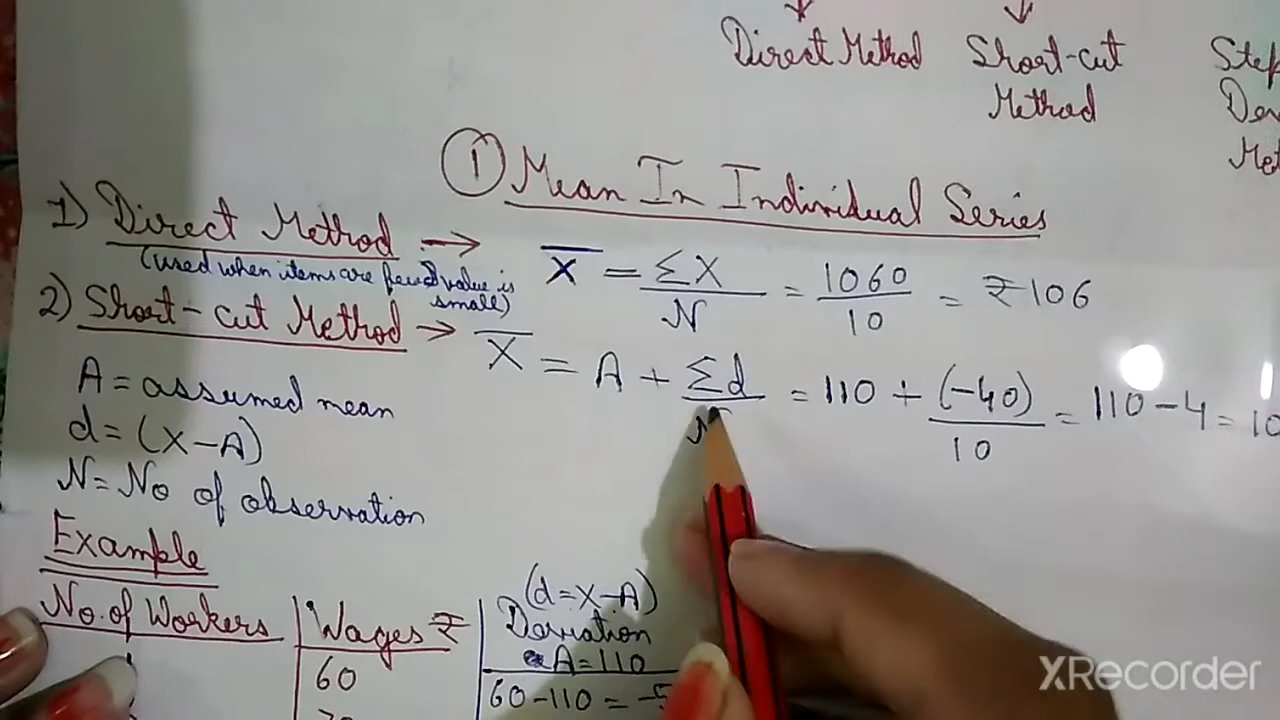 Direct Method Short-cut Method Step
① Mean In Individual Series
1) Direct Method → X̅ = ΣX/N = 1060/10 = ₹106
(used when items are few & value is small)
2) Short-cut Method → X̅ = A + Σd/N = 110 + (-40)/10 = 110 - 4 = 10
A = assumed mean
d = (X-A)
N = No of observation
Example
No. of Workers | Wages ₹ | (d=X-A) Deviation A=110
1 60 60-110 = -5